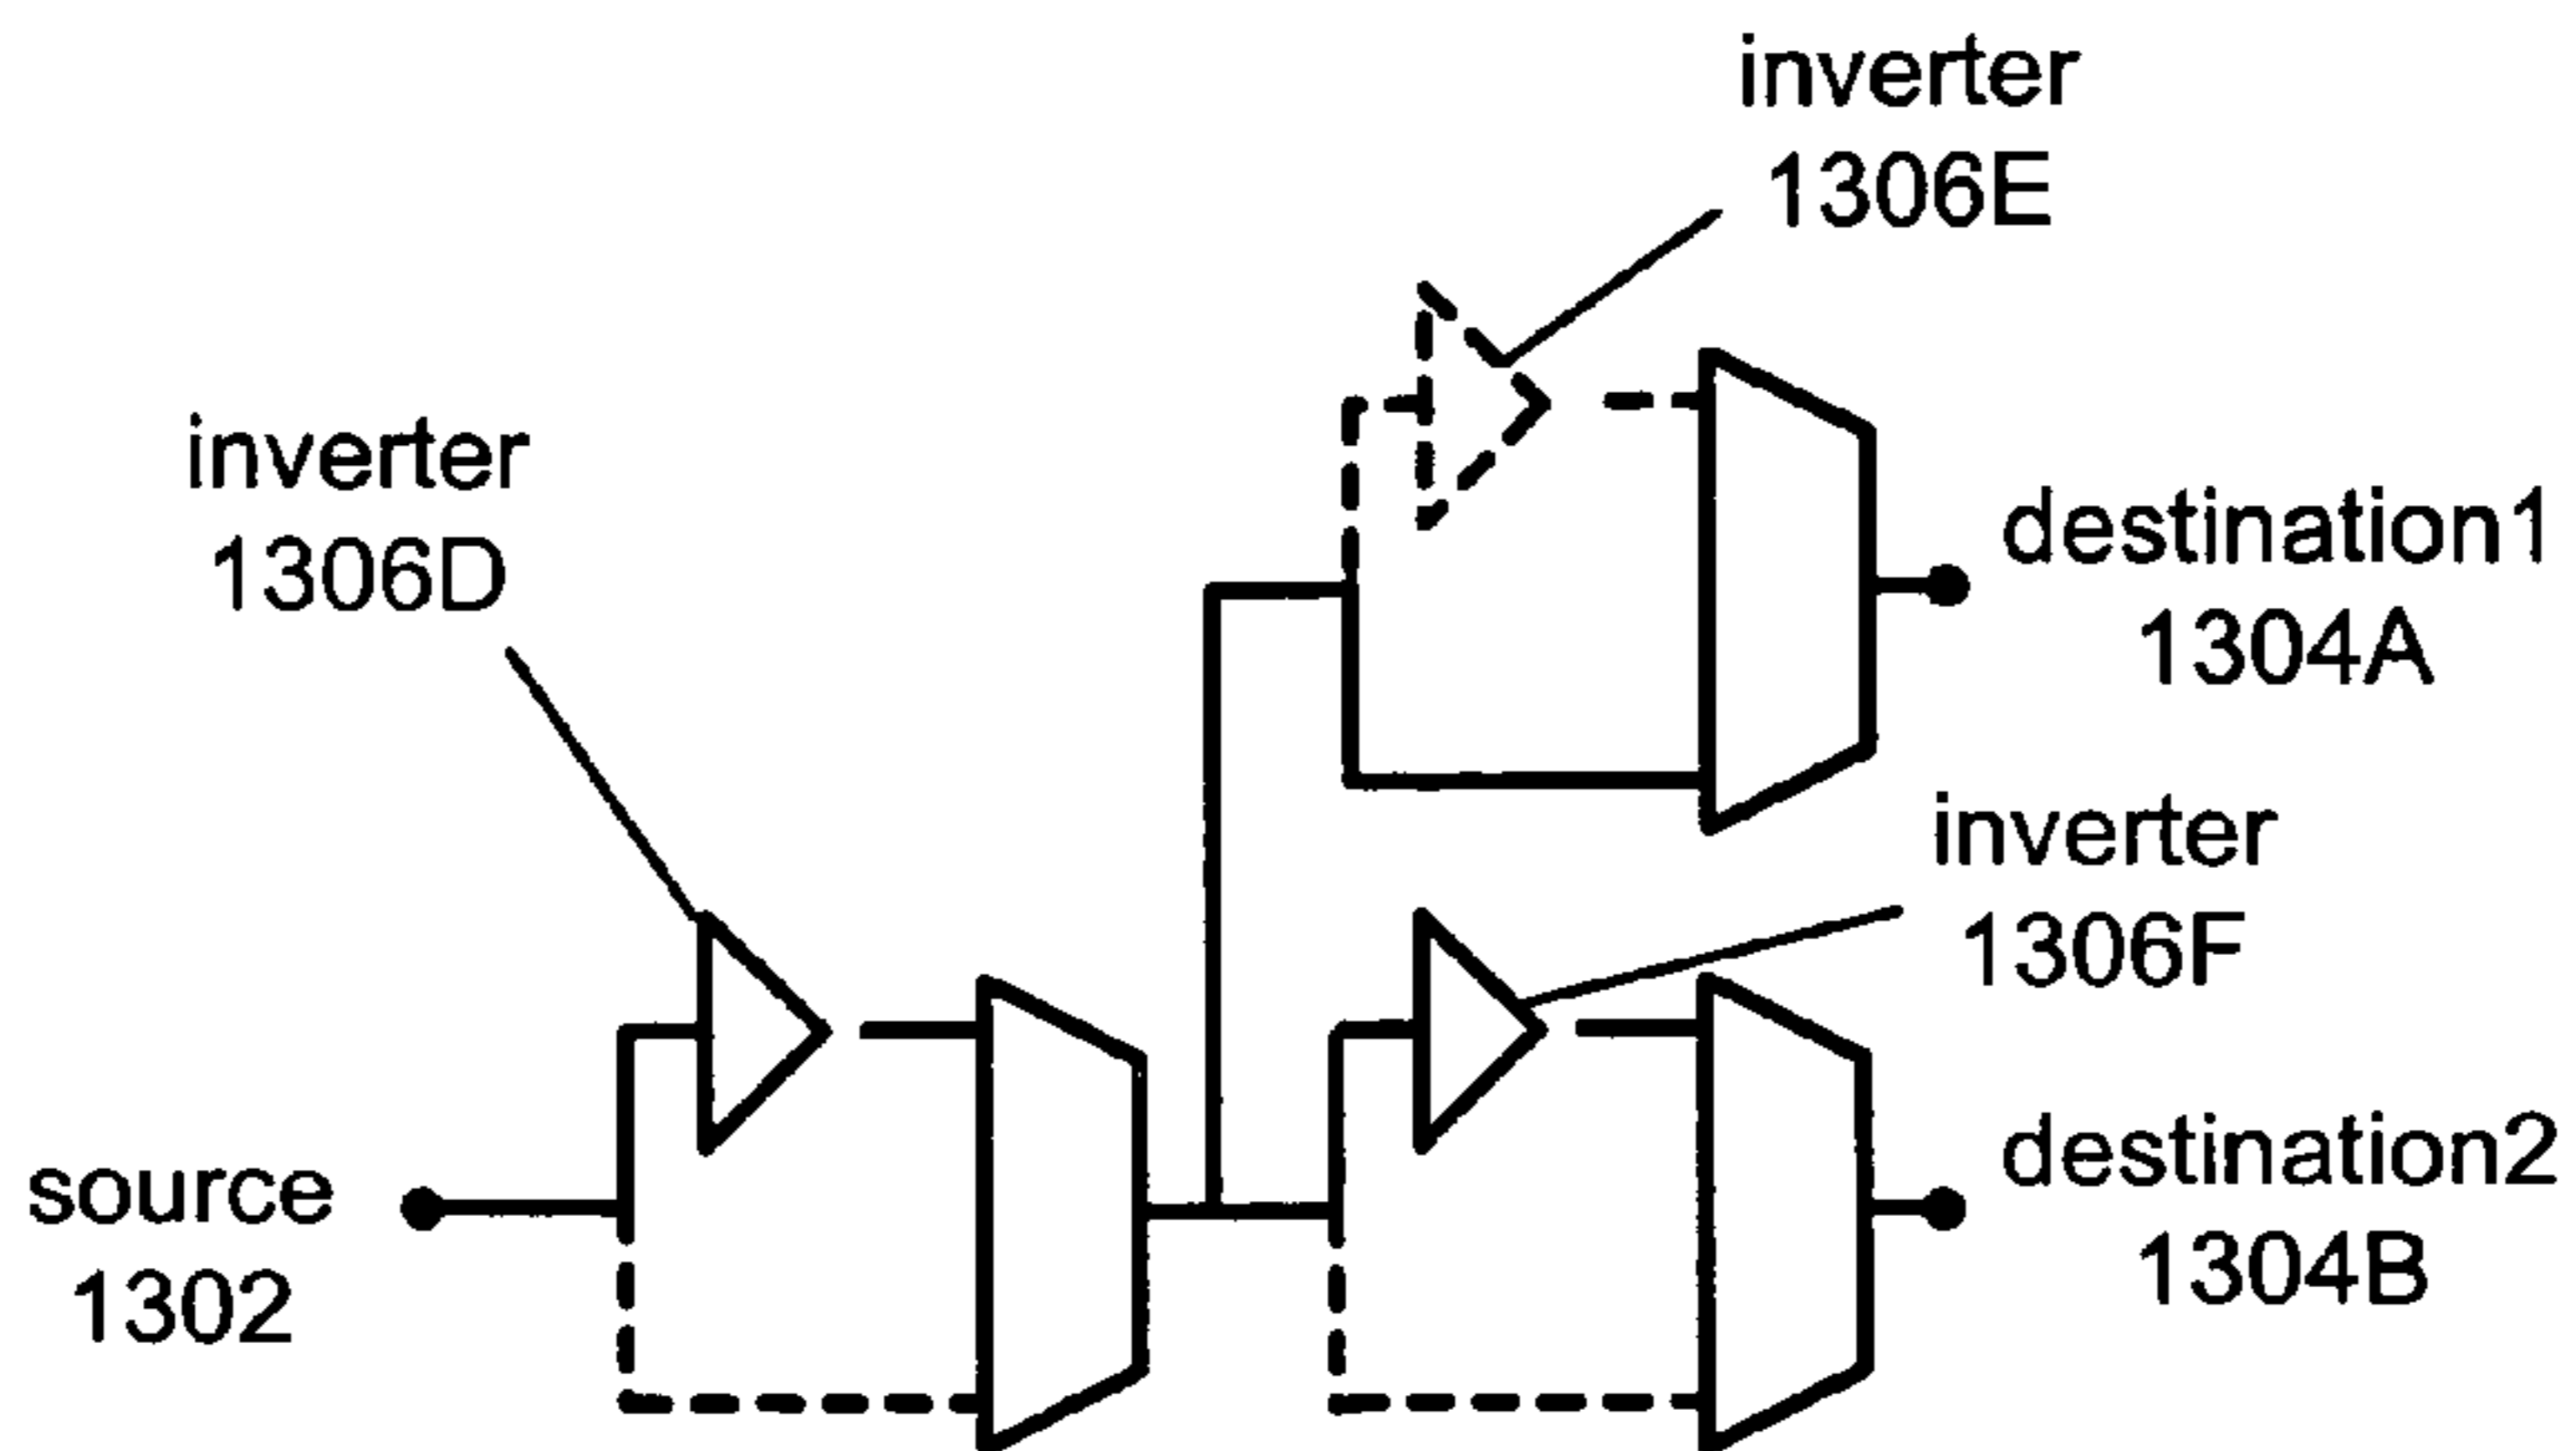 inverter
1306E
inverter
1306D
destination1
1304A
inverter
1306F
source
1302
destination2
1304B